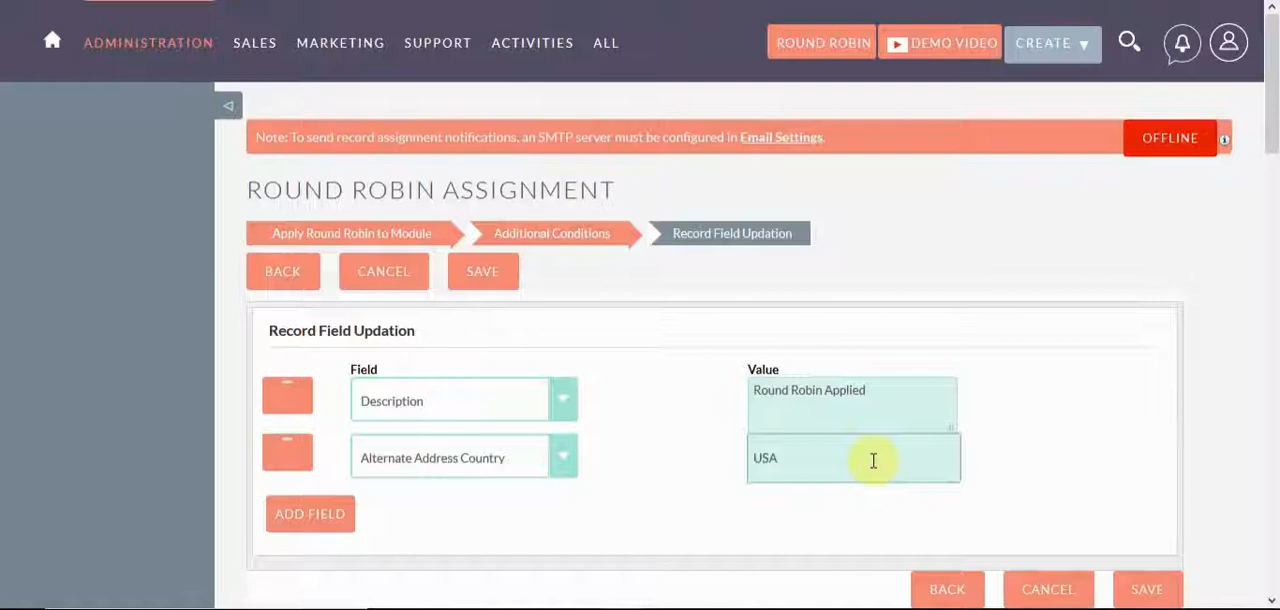 ADMINISTRATION SALES MARKETING SUPPORT ACTIVITIES ALL ROUND ROBIN DEMO VIDEO CREATE
Note: To send record assignment notifications, an SMTP server must be configured in Email Settings. OFFLINE
ROUND ROBIN ASSIGNMENT
Apply Round Robin to Module Additional Conditions Record Field Updation
BACK CANCEL SAVE
Record Field Updation
Field Value
Description Round Robin Applied
Alternate Address Country USA
ADD FIELD
BACK CANCEL SAVE